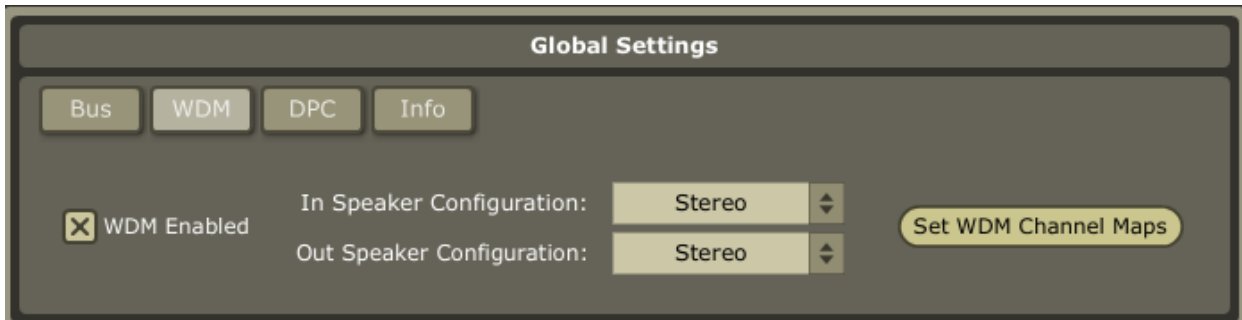 Global Settings
Bus WDM DPC Info
In Speaker Configuration: Stereo
WDM Enabled
Set WDM Channel Maps
Out Speaker Configuration: Stereo